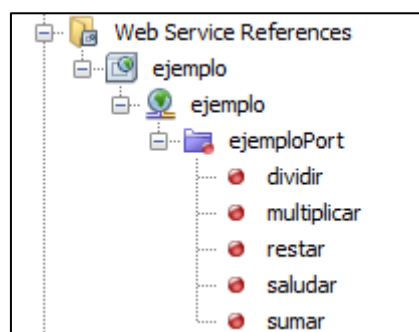 Web Service References
ejemplo
ejemplo
ejemploPort
dividir
multiplicar
restar
saludar
sumar